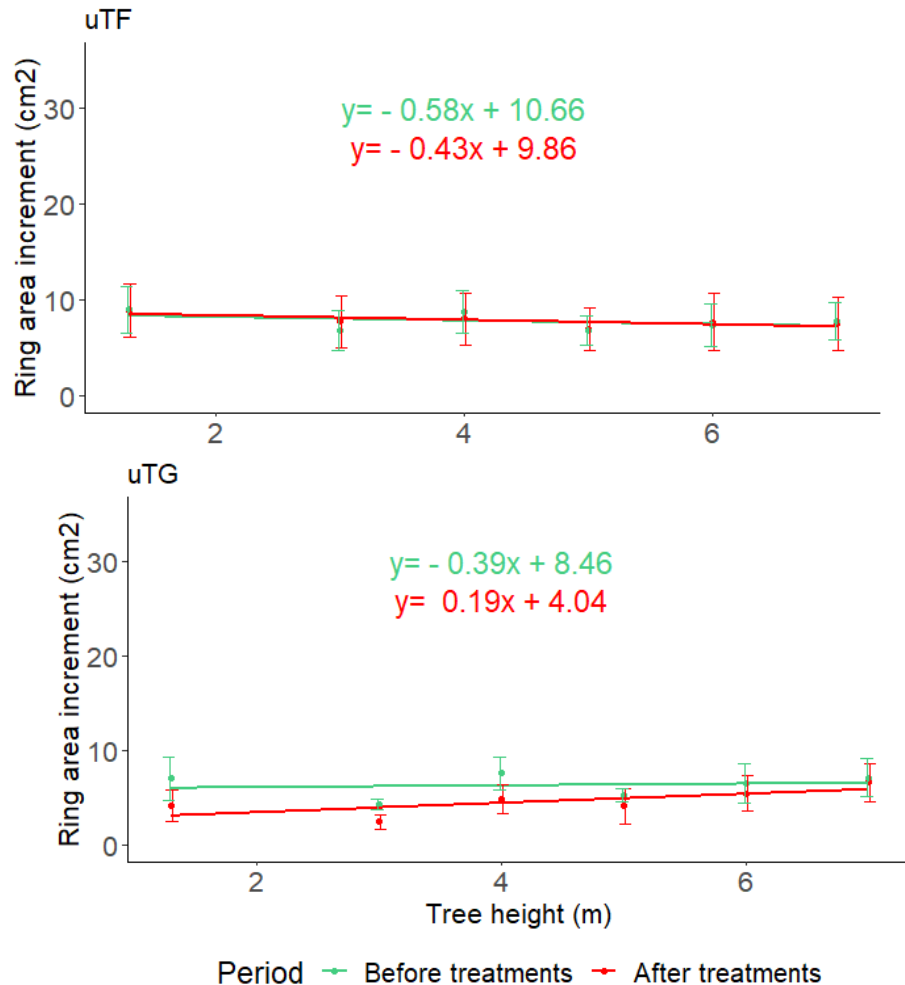 uTF
Ring area increment (cm2)
30
20
10
0
y= - 0.58x + 10.66
y= - 0.43x + 9.86
2 4 6
uTG
Ring area increment (cm2)
30
20
10
0
y= - 0.39x + 8.46
y= 0.19x + 4.04
2 4 6
Tree height (m)
Period Before treatments After treatments